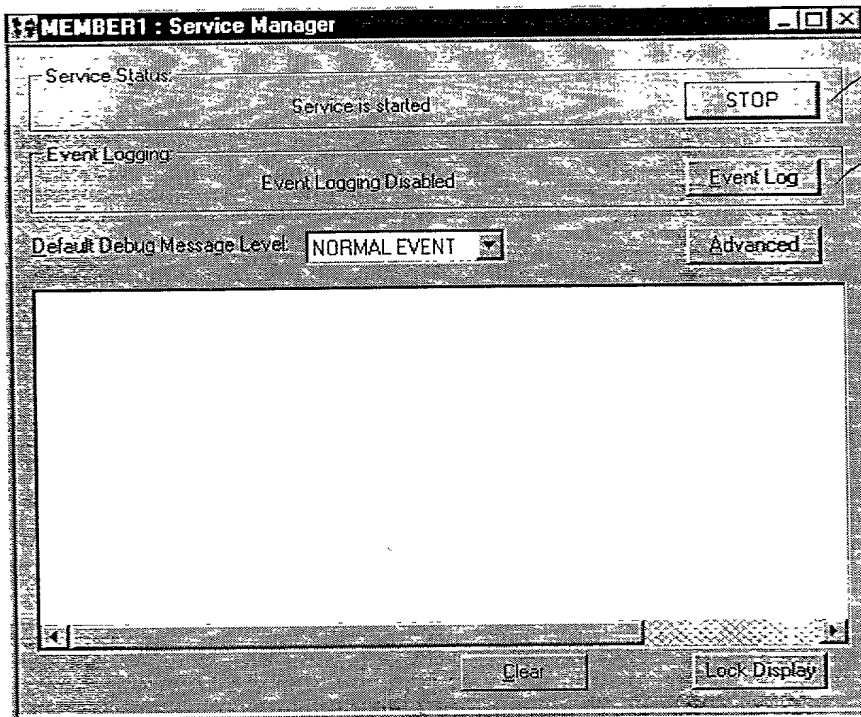 MEMBER1 : Service Manager
Service Status:
Service is started
STOP
Event Logging:
Event Logging Disabled
Event Log
Default Debug Message Level:
NORMAL EVENT
Advanced
Clear
Lock Display